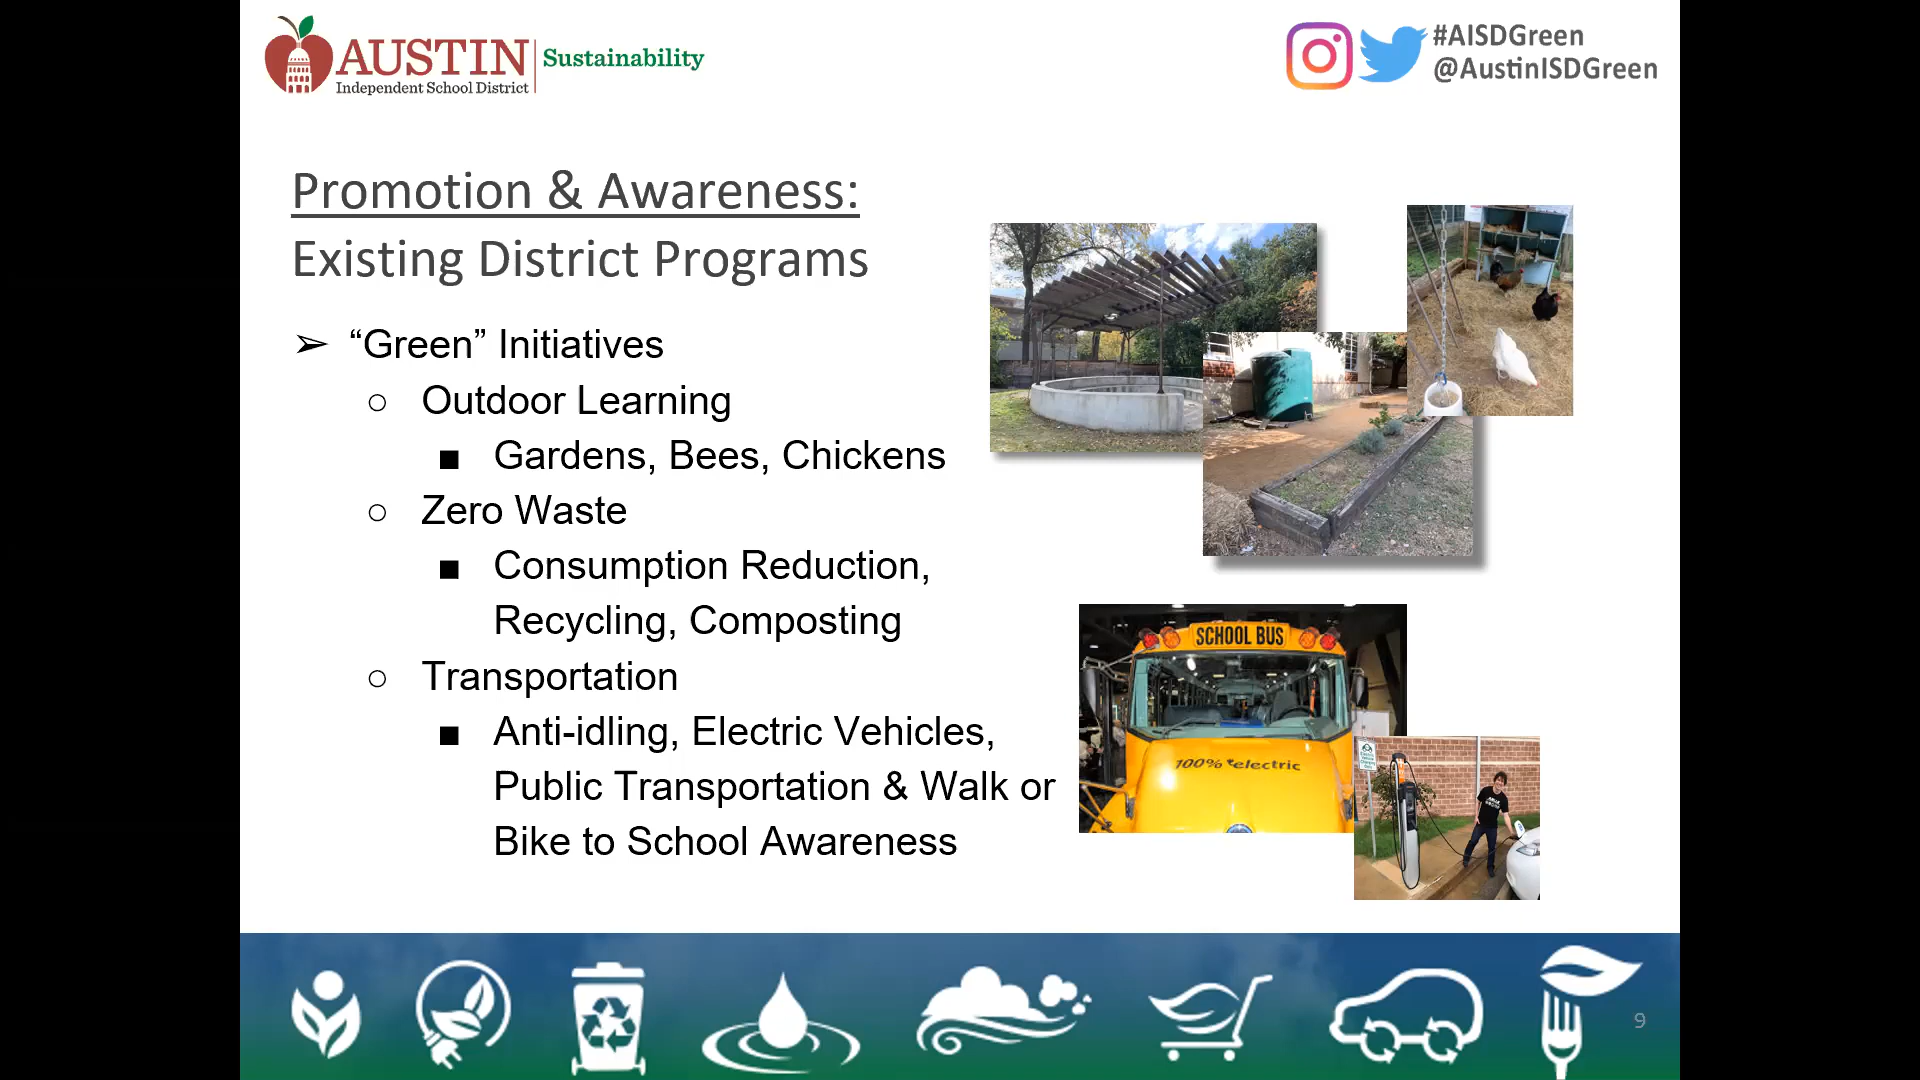 AUSTIN
Independent School District
Sustainability
#AISDGreen
@AustinISDGreen
Promotion & Awareness:
Existing District Programs
➢ “Green” Initiatives
○ Outdoor Learning
■ Gardens, Bees, Chickens
○ Zero Waste
■ Consumption Reduction,
Recycling, Composting
○ Transportation
■ Anti-idling, Electric Vehicles,
Public Transportation & Walk or
Bike to School Awareness
SCHOOL BUS
100% electric
9